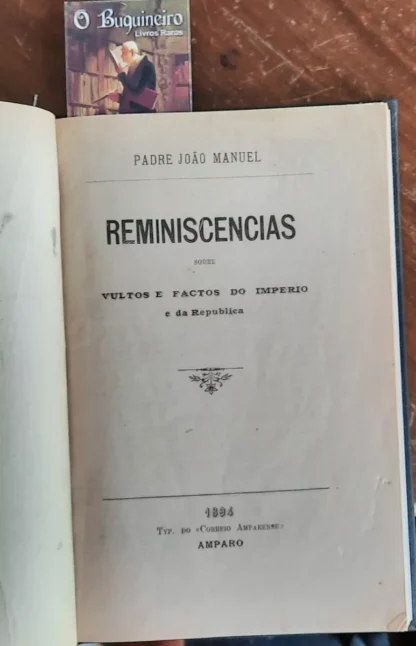 O Buquineiro
Livros Raros
PADRE JOÃO MANUEL
REMINISCENCIAS
SOBRE
VULTOS E FACTOS DO IMPERIO
e da Republica
1894
TYP. DO «CORREIO AMPARENSE»
AMPARO